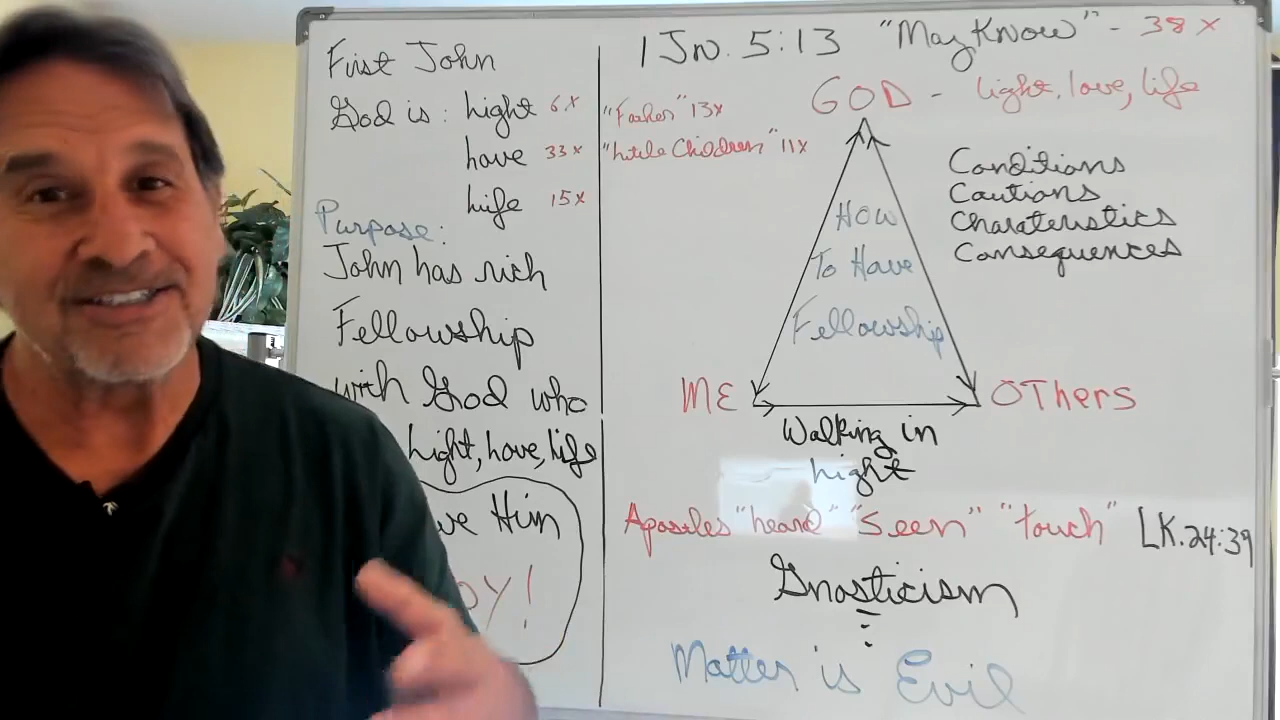 First John
God is: Light 6x
Love 33x
Life 15x
Purpose:
John has rich
Fellowship
with God who
Light, Love, life
ve Him
OY!
1 Jn. 5:13 "May Know" - 38x
GOD - light, love, life
"Father" 13x
"Little Children" 11x
Conditions
Cautions
Charateristics
Consequences
How
To Have
Fellowship
ME
OTHers
Walking in
Light
Apostles "heard" "Seen" "touch" LK. 24:39
Gnosticism
Matter is Evil